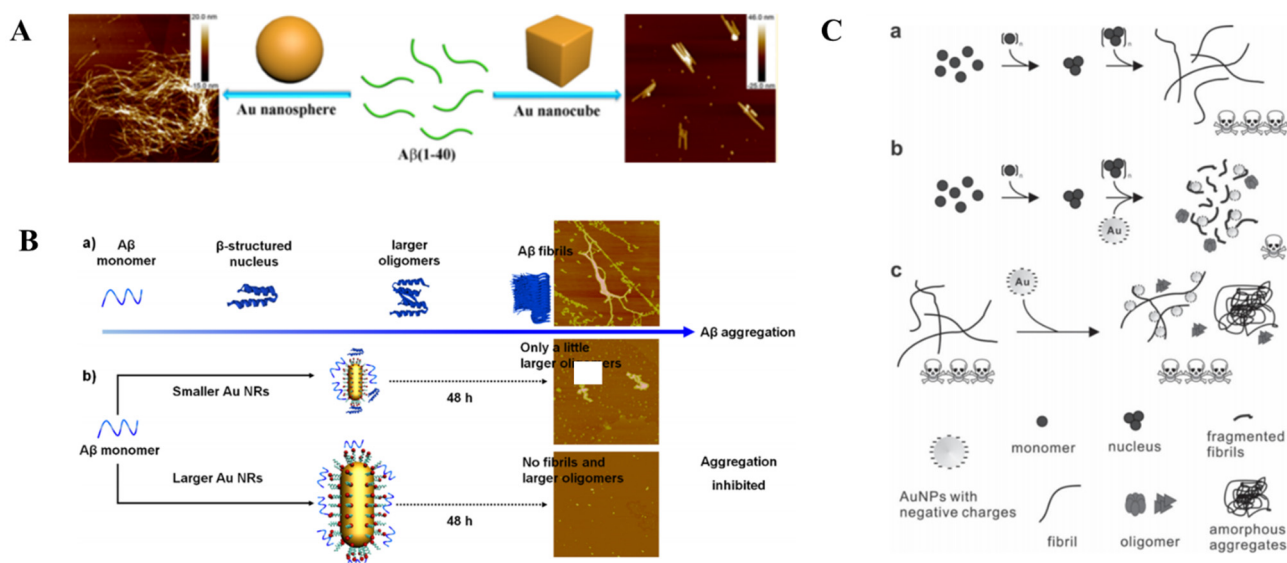 A
20.0 nm
15.0 nm
Au nanosphere
Aβ(1-40)
Au nanocube
46.0 nm
25.0 nm
B
a)
Aβ
monomer
β-structured
nucleus
larger
oligomers
Aβ fibrils
Aβ aggregation
b)
Aβ monomer
Smaller Au NRs
48 h
Only a little
larger
Larger Au NRs
48 h
No fibrils and
larger oligomers
Aggregation
inhibited
C
a
n
n
b
n
n
Au
c
Au
AuNPs with
negative charges
monomer
nucleus
fragmented
fibrils
fibril
oligomer
amorphous
aggregates